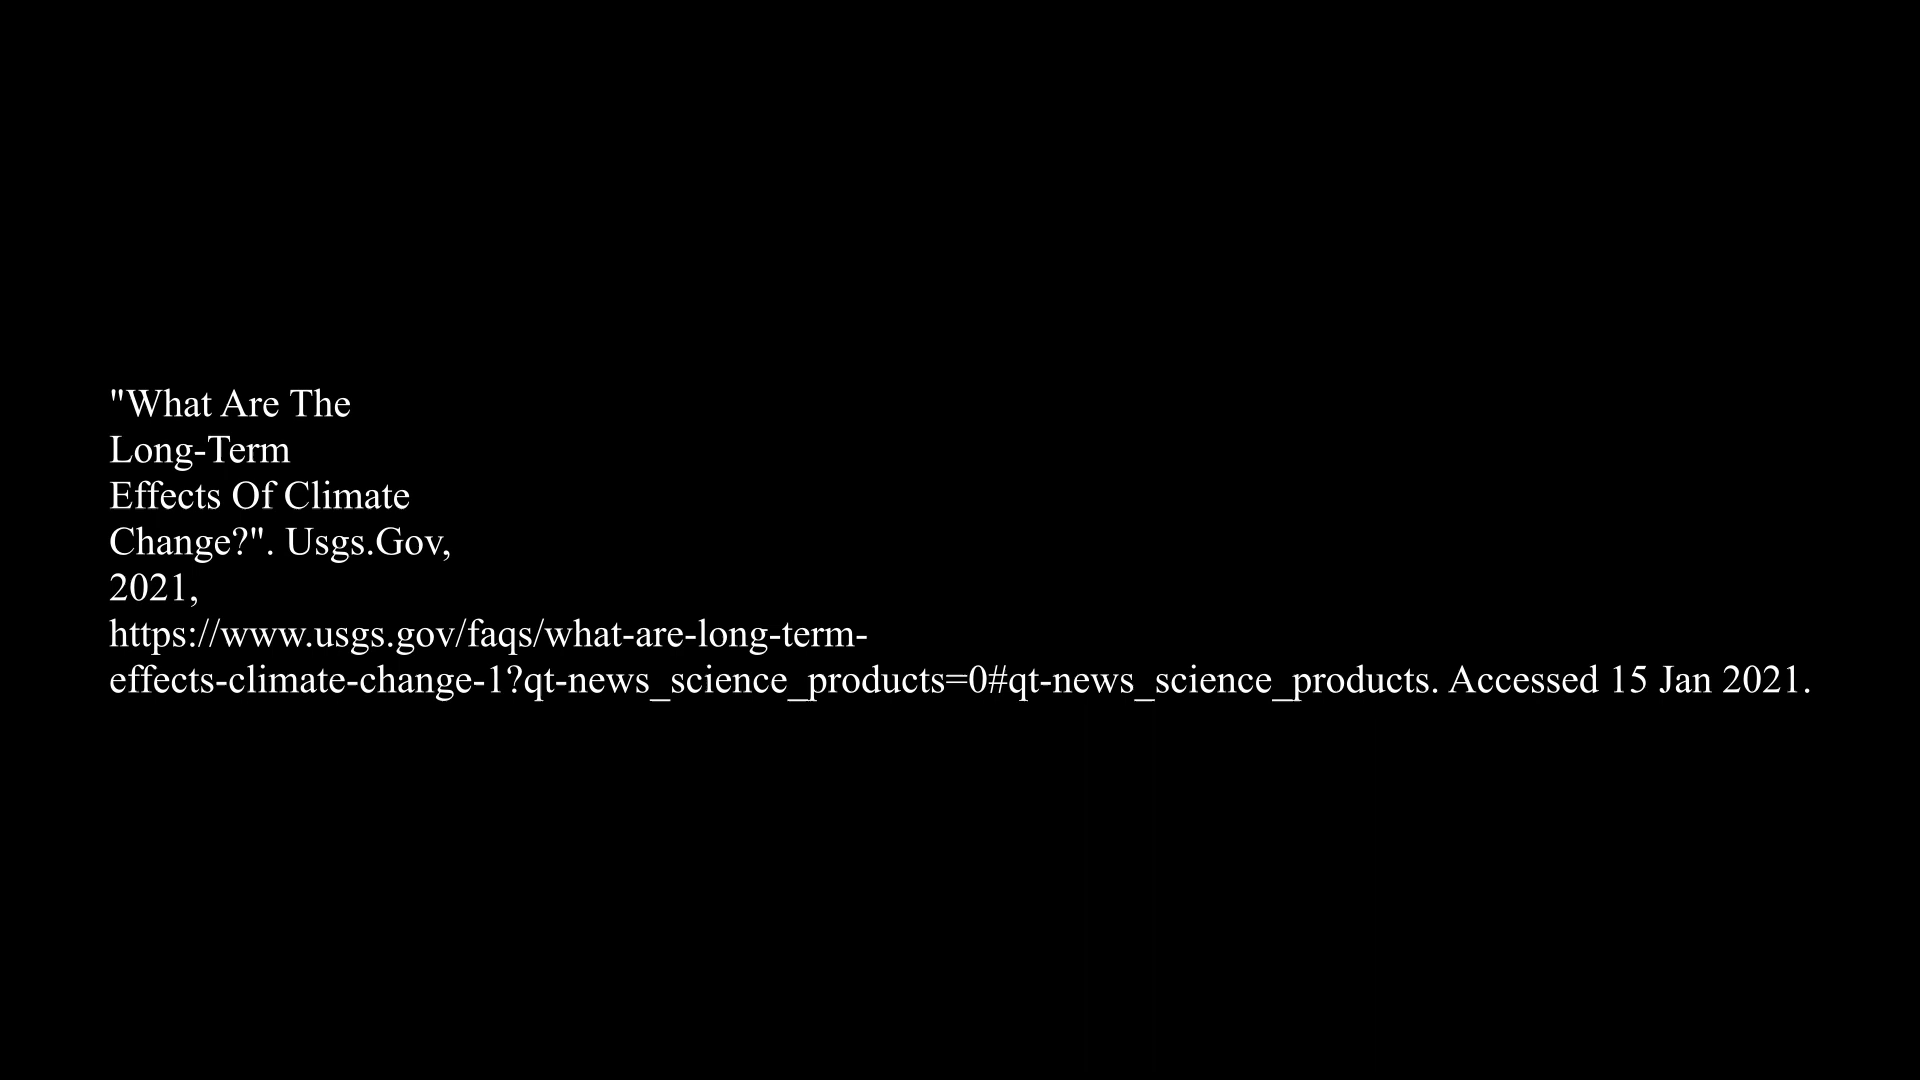 "What Are The
Long-Term
Effects Of Climate
Change?". Usgs.Gov,
2021,
https://www.usgs.gov/faqs/what-are-long-term-
effects-climate-change-1?qt-news_science_products=0#qt-news_science_products. Accessed 15 Jan 2021.